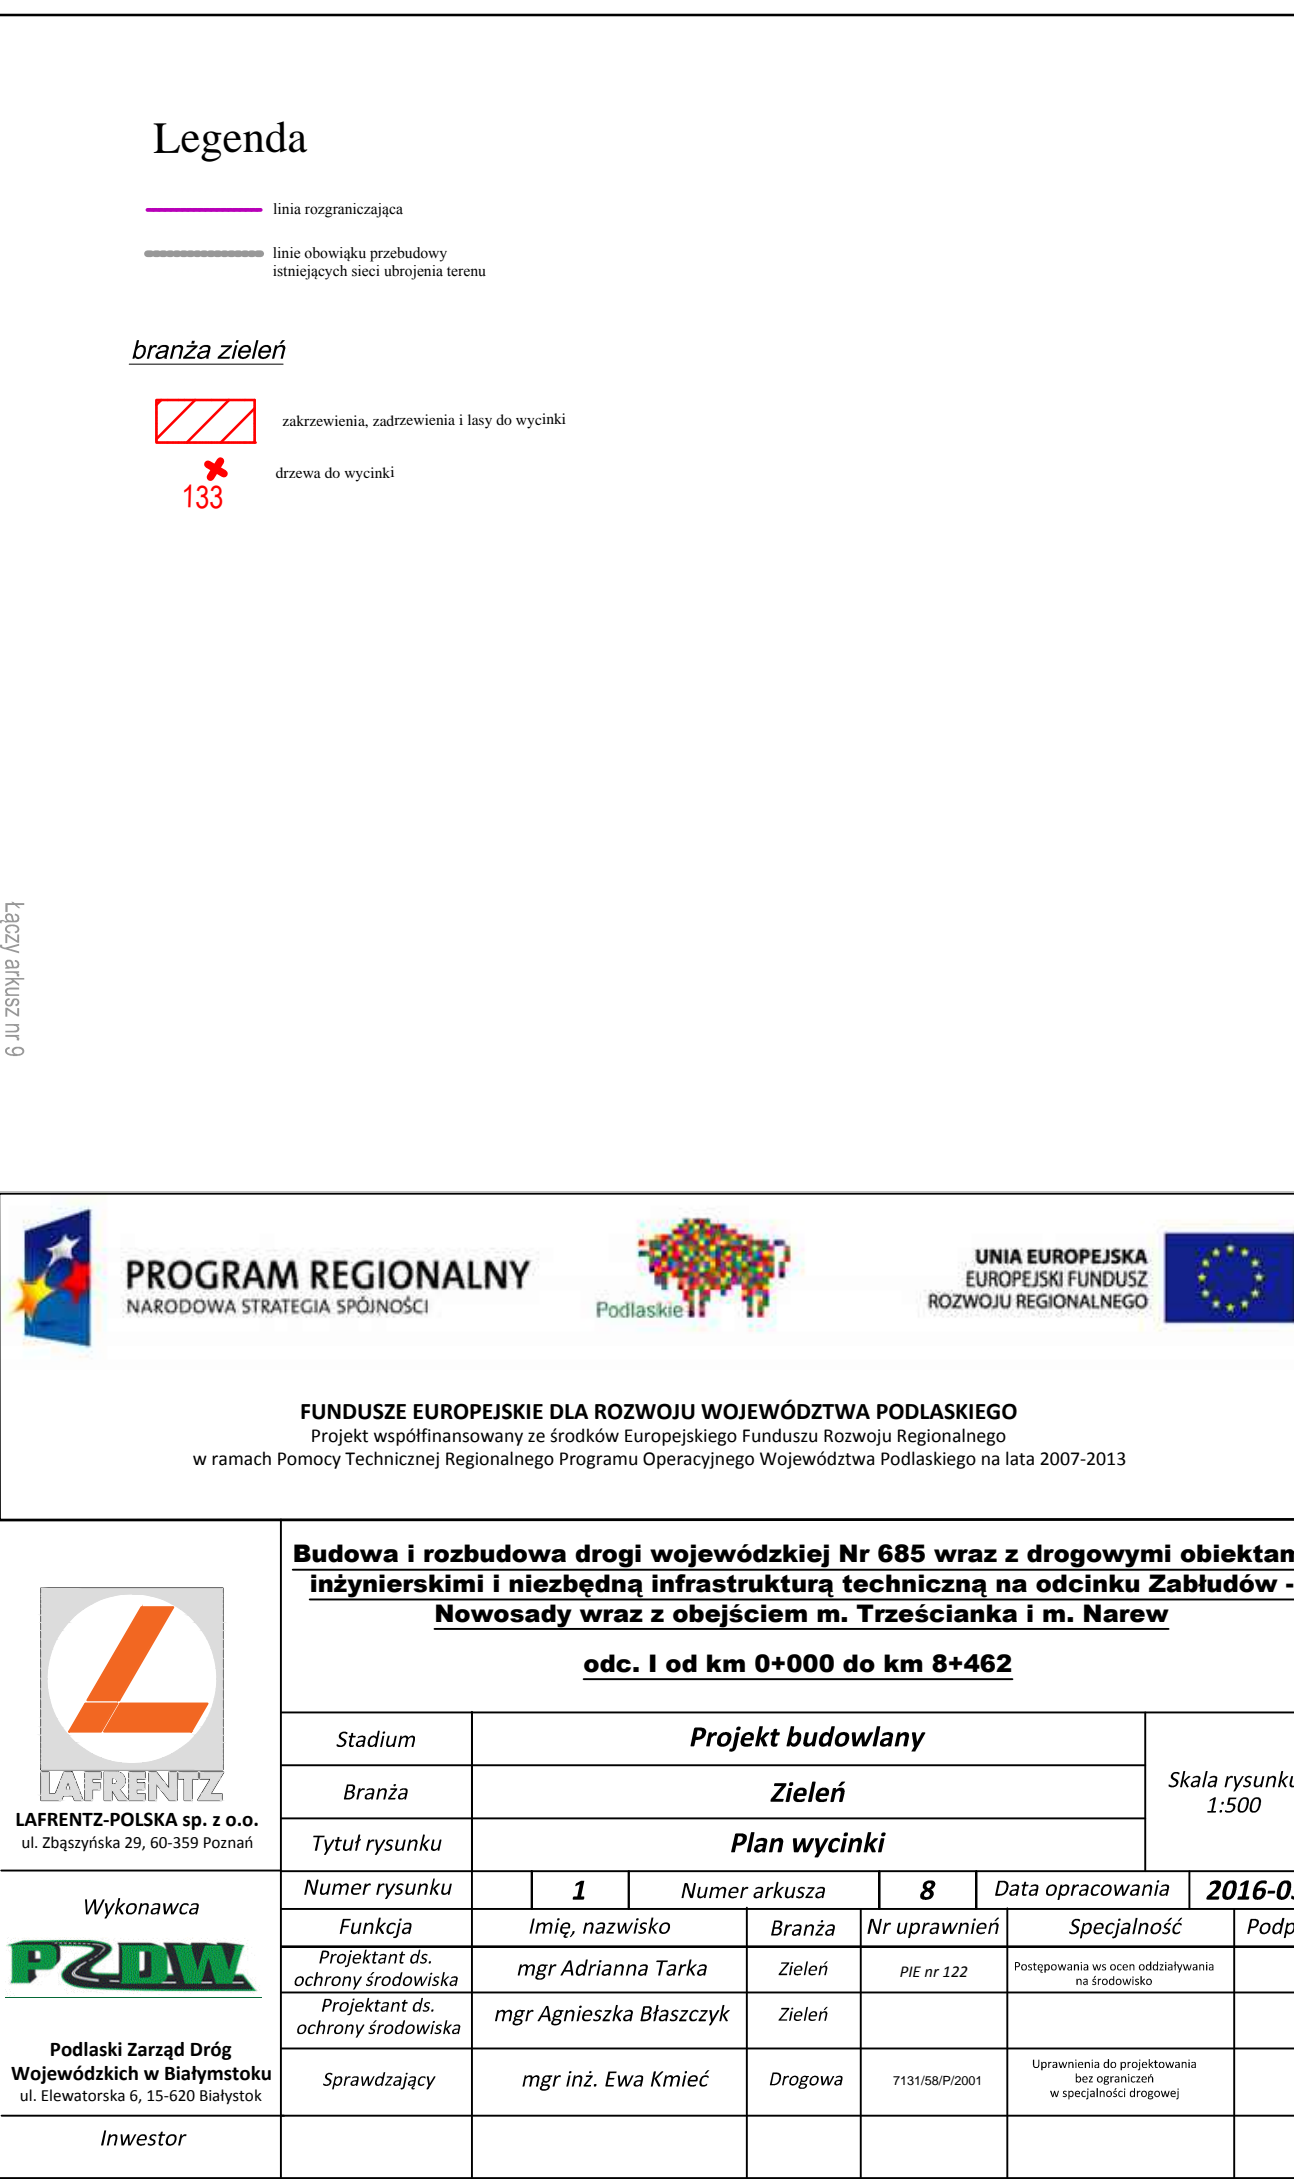 Legenda
linia rozgraniczająca
linie obowiąku przebudowy
istniejących sieci ubrojenia terenu
branża zieleń
zakrzewienia, zadrzewienia i lasy do wycinki
drzewa do wycinki
133
Łączy arkusz nr 9
PROGRAM REGIONALNY
NARODOWA STRATEGIA SPÓJNOŚCI
Podlaskie
UNIA EUROPEJSKA
EUROPEJSKI FUNDUSZ
ROZWOJU REGIONALNEGO
FUNDUSZE EUROPEJSKIE DLA ROZWOJU WOJEWÓDZTWA PODLASKIEGO
Projekt współfinansowany ze środków Europejskiego Funduszu Rozwoju Regionalnego
w ramach Pomocy Technicznej Regionalnego Programu Operacyjnego Województwa Podlaskiego na lata 2007-2013
Budowa i rozbudowa drogi wojewódzkiej Nr 685 wraz z drogowymi obiektam
inżynierskimi i niezbędną infrastrukturą techniczną na odcinku Zabłudów -
Nowosady wraz z obejściem m. Trześcianka i m. Narew
odc. I od km 0+000 do km 8+462
LAFRENTZ
LAFRENTZ-POLSKA sp. z o.o.
ul. Zbąszyńska 29, 60-359 Poznań
Wykonawca
PZDW
Podlaski Zarząd Dróg
Wojewódzkich w Białymstoku
ul. Elewatorska 6, 15-620 Białystok
Inwestor
Stadium Projekt budowlany
Branża Zieleń
Skala rysunku
1:500
Tytuł rysunku Plan wycinki
Numer rysunku 1 Numer arkusza 8 Data opracowania 2016-03
Funkcja Imię, nazwisko Branża Nr uprawnień Specjalność Podp
Projektant ds.
ochrony środowiska mgr Adrianna Tarka Zieleń PIE nr 122 Postępowania ws ocen oddziaływania
na środowisko
Projektant ds.
ochrony środowiska mgr Agnieszka Błaszczyk Zieleń
Sprawdzający mgr inż. Ewa Kmieć Drogowa 7131/58/P/2001 Uprawnienia do projektowania
bez ograniczeń
w specjalności drogowej